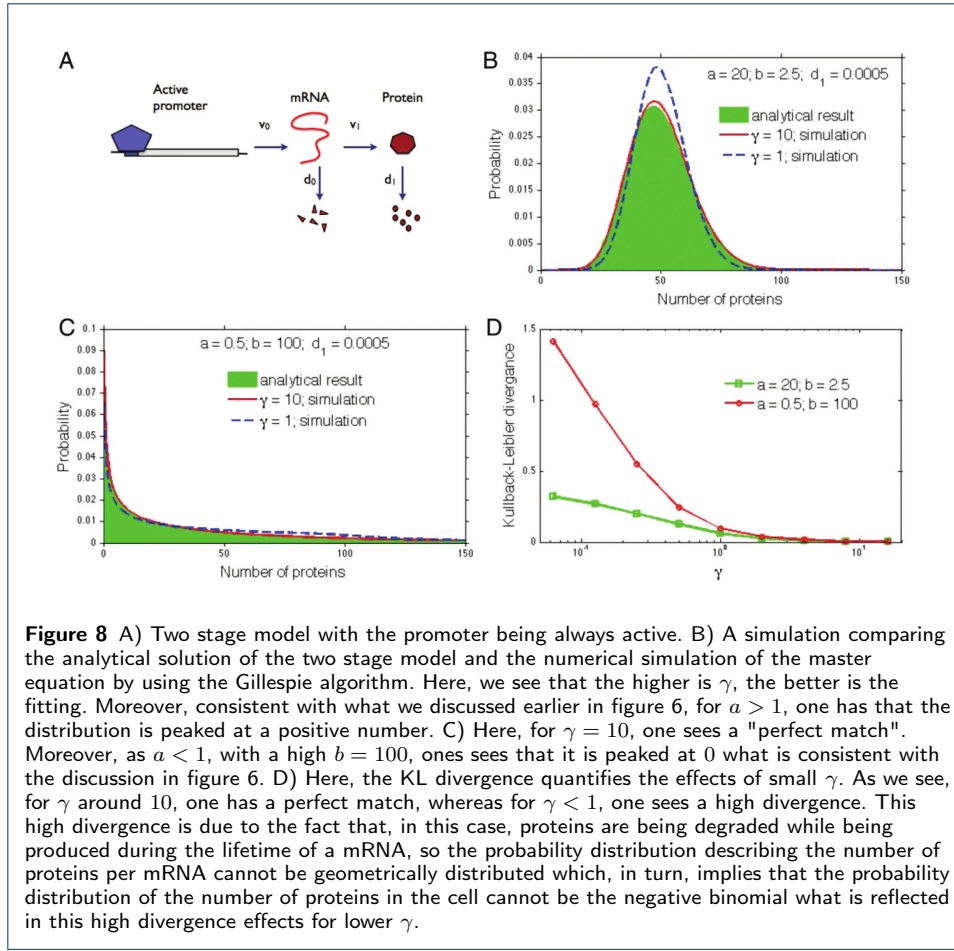 A
Active
promoter
mRNA
Protein
v₀
v₁
d₀
d₁
B
0.04
0.035
0.03
0.025
0.02
0.015
0.01
0.005
0
Probability
a = 20; b = 2.5; d₁ = 0.0005
analytical result
γ = 10; simulation
γ = 1; simulation
0 50 100 150
Number of proteins
C
0.1
0.09
0.08
0.07
0.06
0.05
0.04
0.03
0.02
0.01
0
Probability
a = 0.5; b = 100; d₁ = 0.0005
analytical result
γ = 10; simulation
γ = 1; simulation
0 50 100 150
Number of proteins
D
1.5
1
0.5
0
Kullback-Leibler divergance
a = 20; b = 2.5
a = 0.5; b = 100
10⁻¹ 10⁰ 10¹
γ
Figure 8 A) Two stage model with the promoter being always active. B) A simulation comparing
the analytical solution of the two stage model and the numerical simulation of the master
equation by using the Gillespie algorithm. Here, we see that the higher is γ, the better is the
fitting. Moreover, consistent with what we discussed earlier in figure 6, for a > 1, one has that the
distribution is peaked at a positive number. C) Here, for γ = 10, one sees a "perfect match".
Moreover, as a < 1, with a high b = 100, ones sees that it is peaked at 0 what is consistent with
the discussion in figure 6. D) Here, the KL divergence quantifies the effects of small γ. As we see,
for γ around 10, one has a perfect match, whereas for γ < 1, one sees a high divergence. This
high divergence is due to the fact that, in this case, proteins are being degraded while being
produced during the lifetime of a mRNA, so the probability distribution describing the number of
proteins per mRNA cannot be geometrically distributed which, in turn, implies that the probability
distribution of the number of proteins in the cell cannot be the negative binomial what is reflected
in this high divergence effects for lower γ.